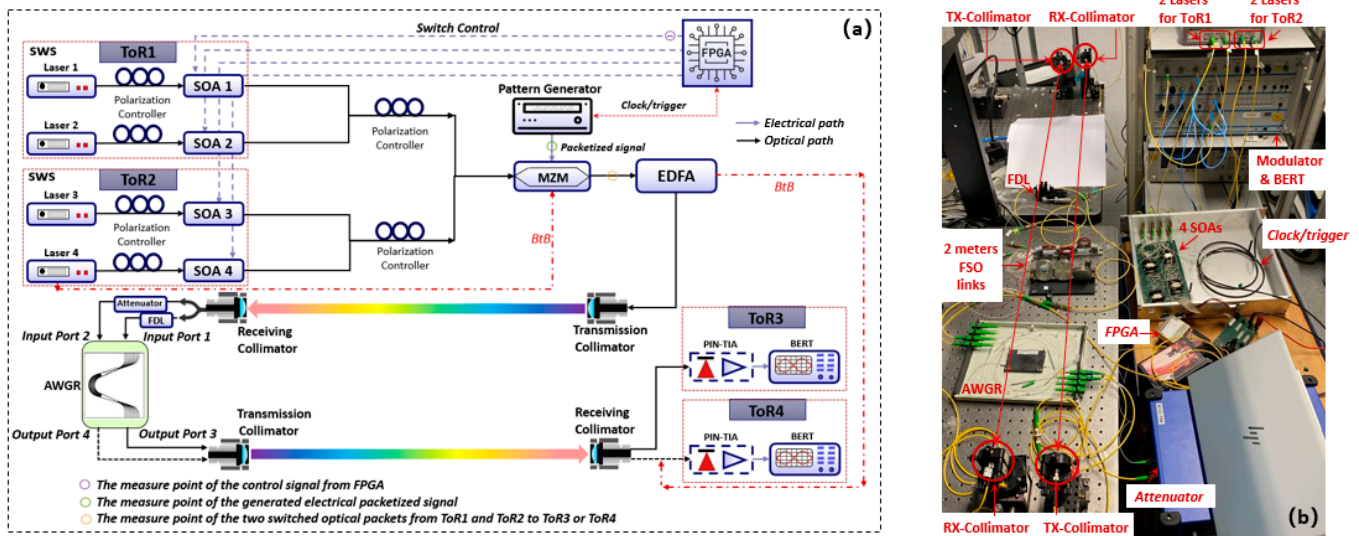 (a)
Switch Control
SWS
ToR1
Laser 1
SOA 1
Polarization
Controller
Laser 2
SOA 2
FPGA
Pattern Generator
Clock/trigger
Polarization
Controller
Electrical path
Optical path
Packetized signal
SWS
ToR2
Laser 3
SOA 3
Polarization
Controller
Laser 4
SOA 4
MZM
EDFA
BtB
BtB
Polarization
Controller
Attenuator
FDL
Input Port 2
Input Port 1
Receiving
Collimator
Transmission
Collimator
AWGR
Output Port 4
Output Port 3
Transmission
Collimator
Receiving
Collimator
ToR3
PIN-TIA
BERT
ToR4
PIN-TIA
BERT
The measure point of the control signal from FPGA
The measure point of the generated electrical packetized signal
The measure point of the two switched optical packets from ToR1 and ToR2 to ToR3 or ToR4
TX-Collimator
RX-Collimator
2 Lasers
for ToR1
2 Lasers
for ToR2
Modulator
& BERT
FDL
4 SOAs
Clock/trigger
2 meters
FSO
links
FPGA
AWGR
Attenuator
RX-Collimator
TX-Collimator
(b)